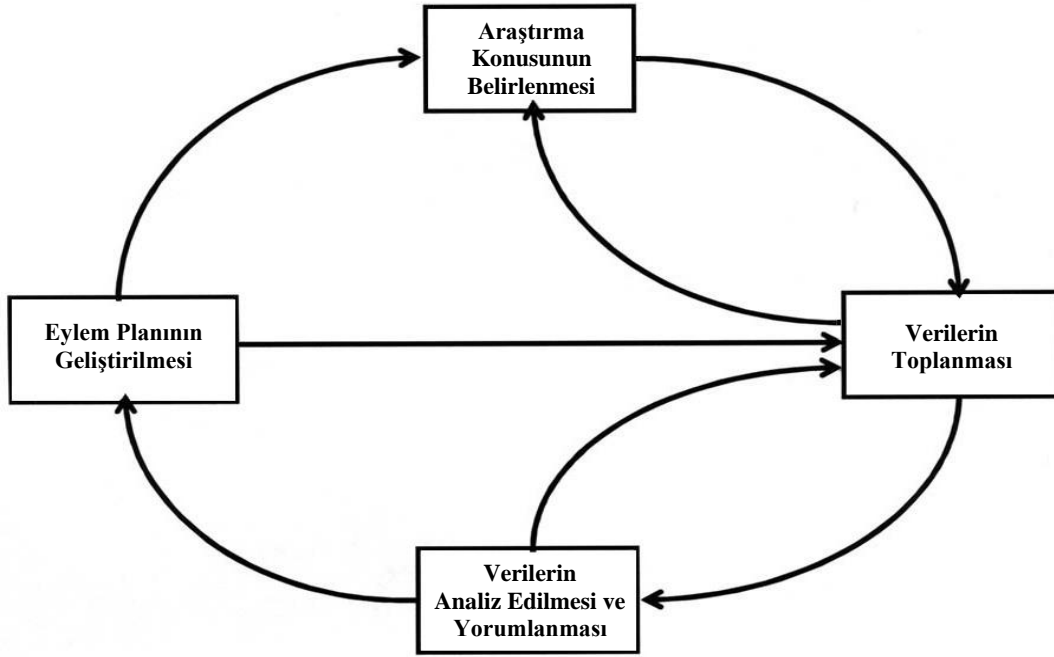 Araştırma
Konusunun
Belirlenmesi
Eylem Planının
Geliştirilmesi
Verilerin
Toplanması
Verilerin
Analiz Edilmesi ve
Yorumlanması